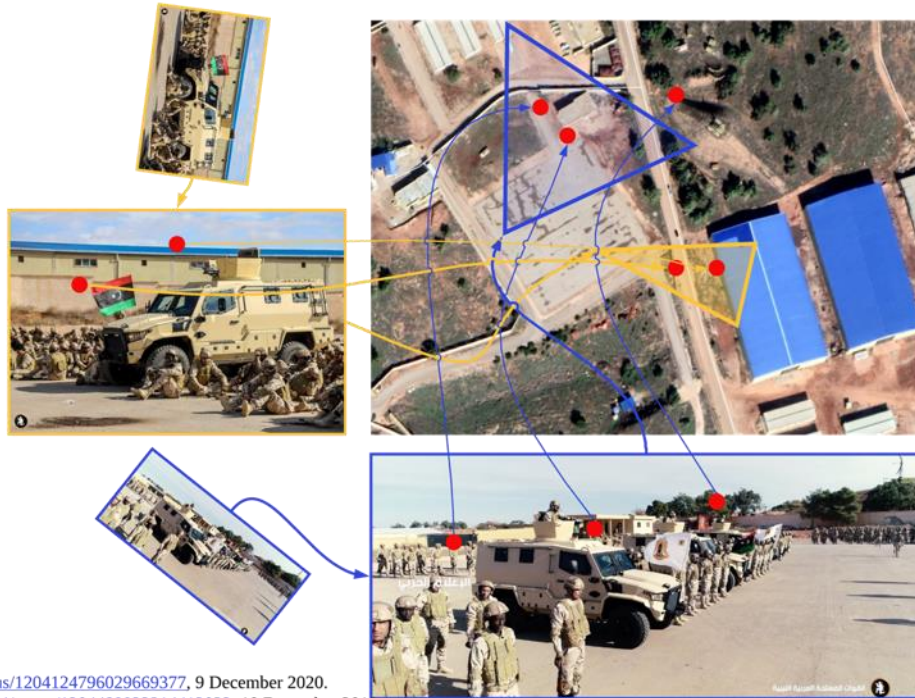 الإعلام الحربي
القوات المسلحة العربية الليبية
us/1204124796029669377, 9 December 2020.